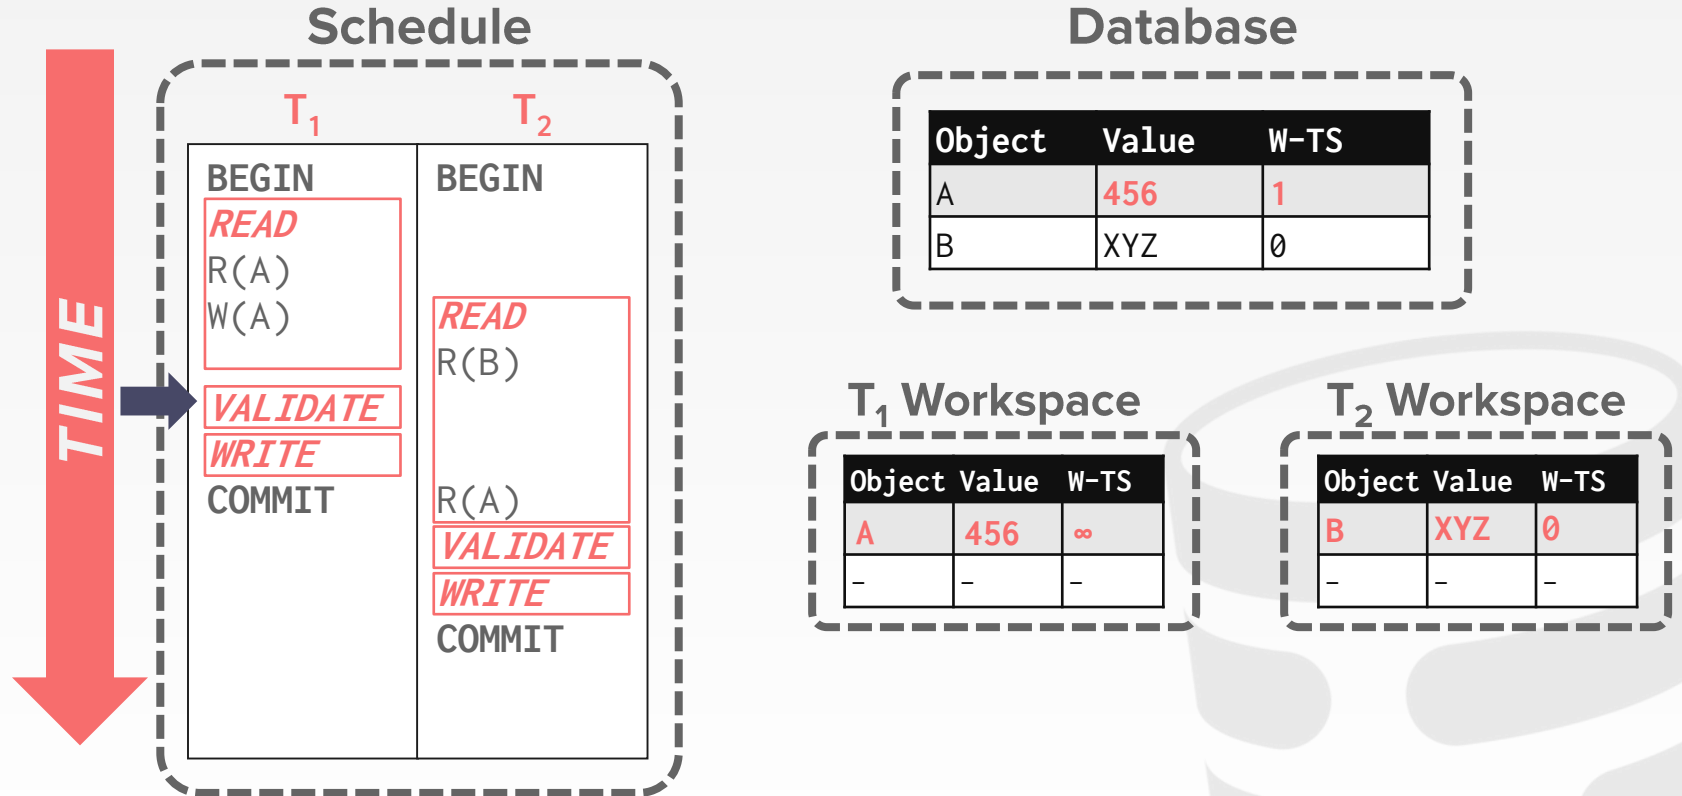 Schedule
T1 T2
BEGIN BEGIN
READ
R(A)
W(A) READ
R(B)
VALIDATE
WRITE
COMMIT R(A)
VALIDATE
WRITE
COMMIT
TIME
Database
Object Value W-TS
A 456 1
B XYZ 0
T1 Workspace
Object Value W-TS
A 456 ∞
- - -
T2 Workspace
Object Value W-TS
B XYZ 0
- - -